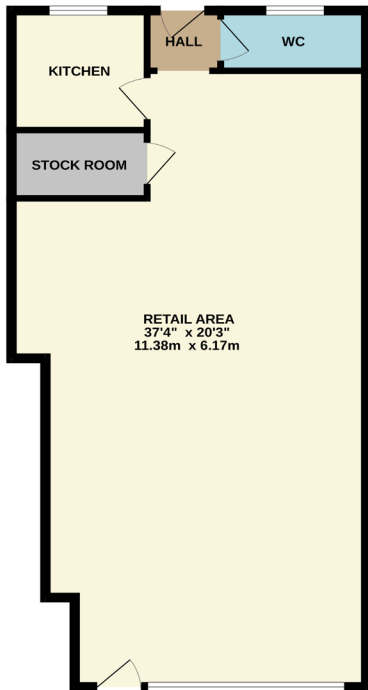 HALL
WC
KITCHEN
STOCK ROOM
RETAIL AREA
37'4" x 20'3"
11.38m x 6.17m